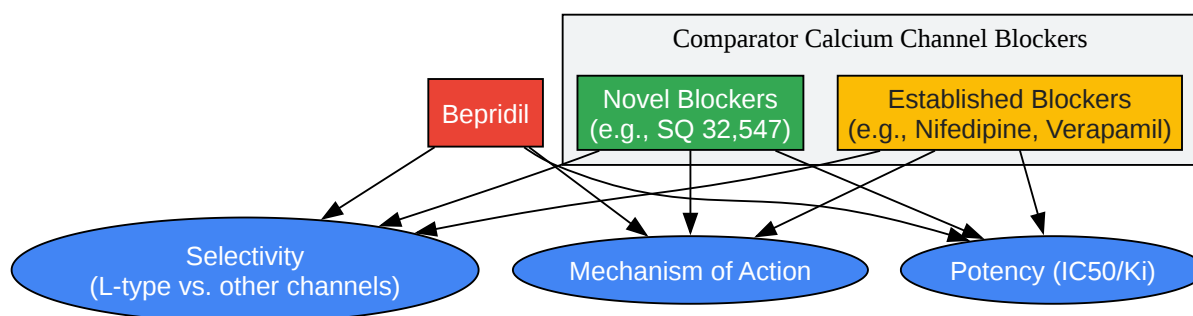 Comparator Calcium Channel Blockers
Bepridil
Novel Blockers
(e.g., SQ 32,547)
Established Blockers
(e.g., Nifedipine, Verapamil)
Selectivity
(L-type vs. other channels)
Mechanism of Action
Potency (IC50/Ki)